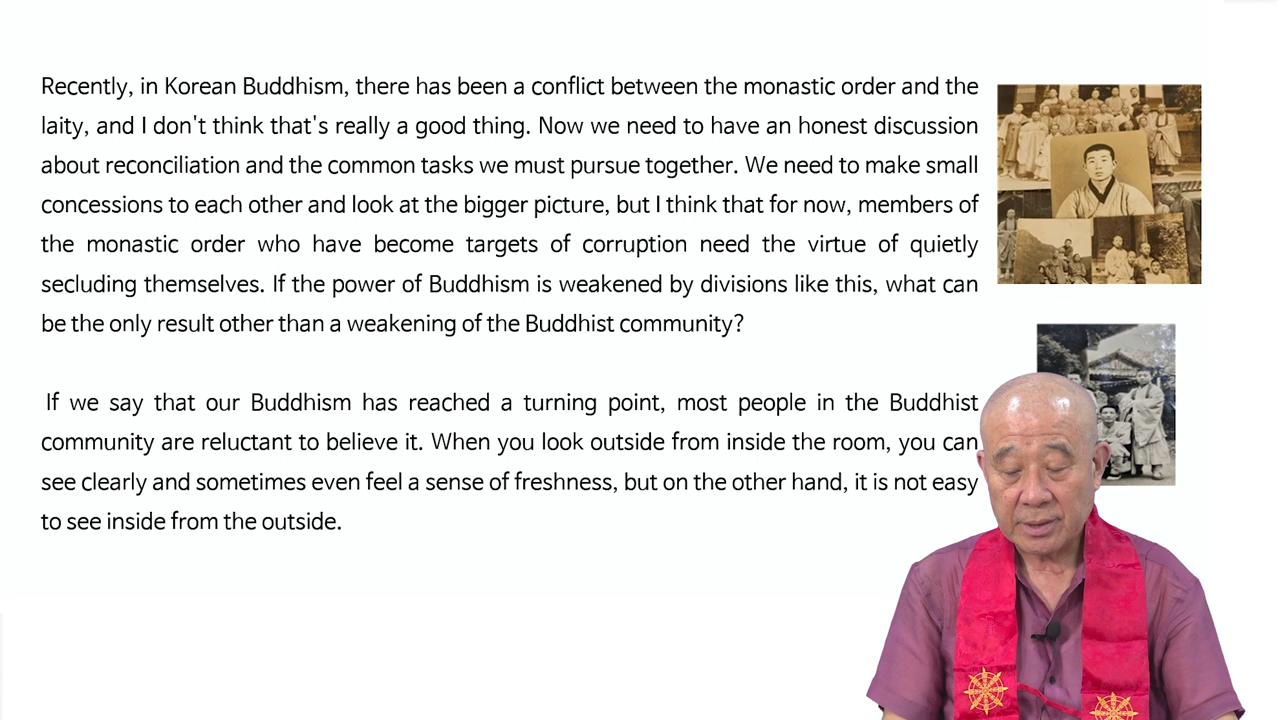 Recently, in Korean Buddhism, there has been a conflict between the monastic order and the
laity, and I don't think that's really a good thing. Now we need to have an honest discussion
about reconciliation and the common tasks we must pursue together. We need to make small
concessions to each other and look at the bigger picture, but I think that for now, members of
the monastic order who have become targets of corruption need the virtue of quietly
secluding themselves. If the power of Buddhism is weakened by divisions like this, what can
be the only result other than a weakening of the Buddhist community?
If we say that our Buddhism has reached a turning point, most people in the Buddhist
community are reluctant to believe it. When you look outside from inside the room, you can
see clearly and sometimes even feel a sense of freshness, but on the other hand, it is not easy
to see inside from the outside.